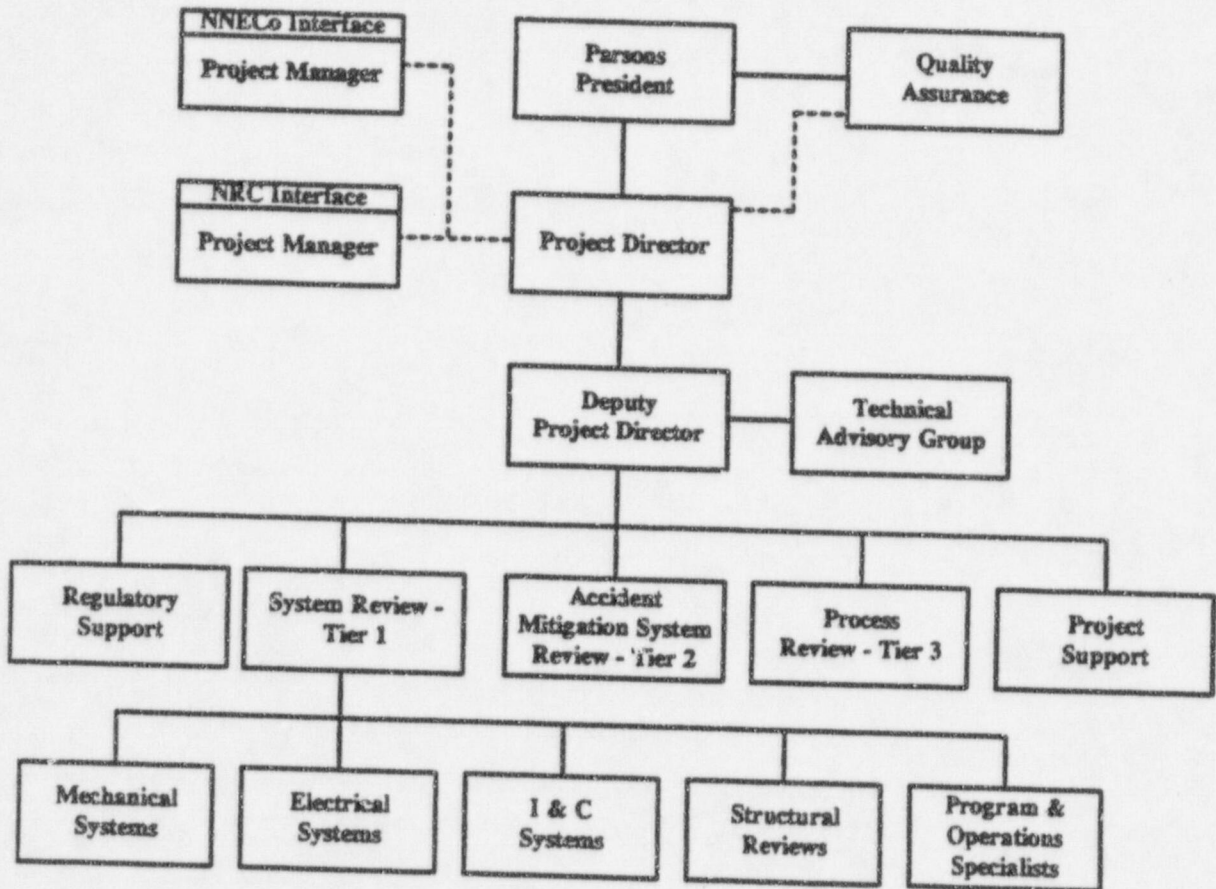 NNECo Interface
Project Manager
Parsons
President
Quality
Assurance
NRC Interface
Project Manager
Project Director
Deputy
Project Director
Technical
Advisory Group
Regulatory
Support
System Review -
Tier 1
Accident
Mitigation System
Review - Tier 2
Process
Review - Tier 3
Project
Support
Mechanical
Systems
Electrical
Systems
I & C
Systems
Structural
Reviews
Program &
Operations
Specialists